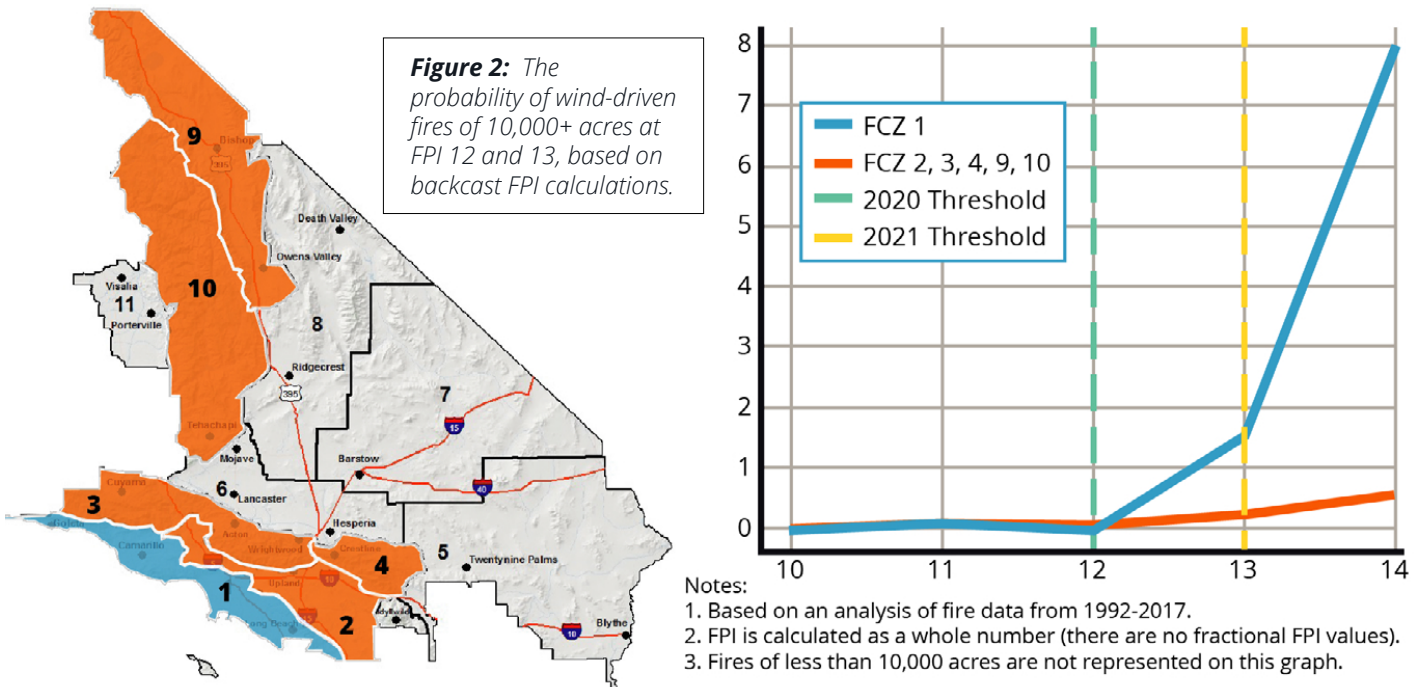 Figure 2: The
probability of wind-driven
fires of 10,000+ acres at
FPI 12 and 13, based on
backcast FPI calculations.
9
Bishop
395
Death Valley
Owens Valley
10
Visalia
11
Porterville
8
Ridgecrest
395
7
15
Tehachapi
Mojave
Barstow
40
Cuyama
6
Lancaster
3
Hesperia
Acton
Wrightwood
Crestline
5
Goleta
Camarillo
4
Twentynine Palms
5
Upland
10
1
Idyllwild
Long Beach
2
10
Blythe
8
7
6
5
4
3
2
1
0
FCZ 1
FCZ 2, 3, 4, 9, 10
2020 Threshold
2021 Threshold
10 11 12 13 14
Notes:
1. Based on an analysis of fire data from 1992-2017.
2. FPI is calculated as a whole number (there are no fractional FPI values).
3. Fires of less than 10,000 acres are not represented on this graph.